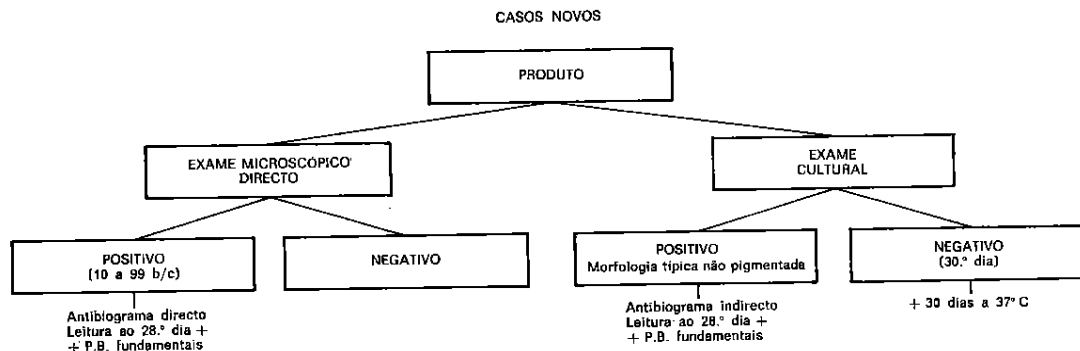 CASOS NOVOS
PRODUTO
EXAME MICROSCÓPICO
DIRECTO
EXAME
CULTURAL
POSITIVO
(10 a 99 b/c)
NEGATIVO
POSITIVO
Morfologia típica não pigmentada
NEGATIVO
(30.º dia)
Antibiograma directo
Leitura ao 28.º dia +
+ P.B. fundamentais
Antibiograma indirecto
Leitura ao 28.º dia +
+ P.B. fundamentais
+ 30 dias a 37º C